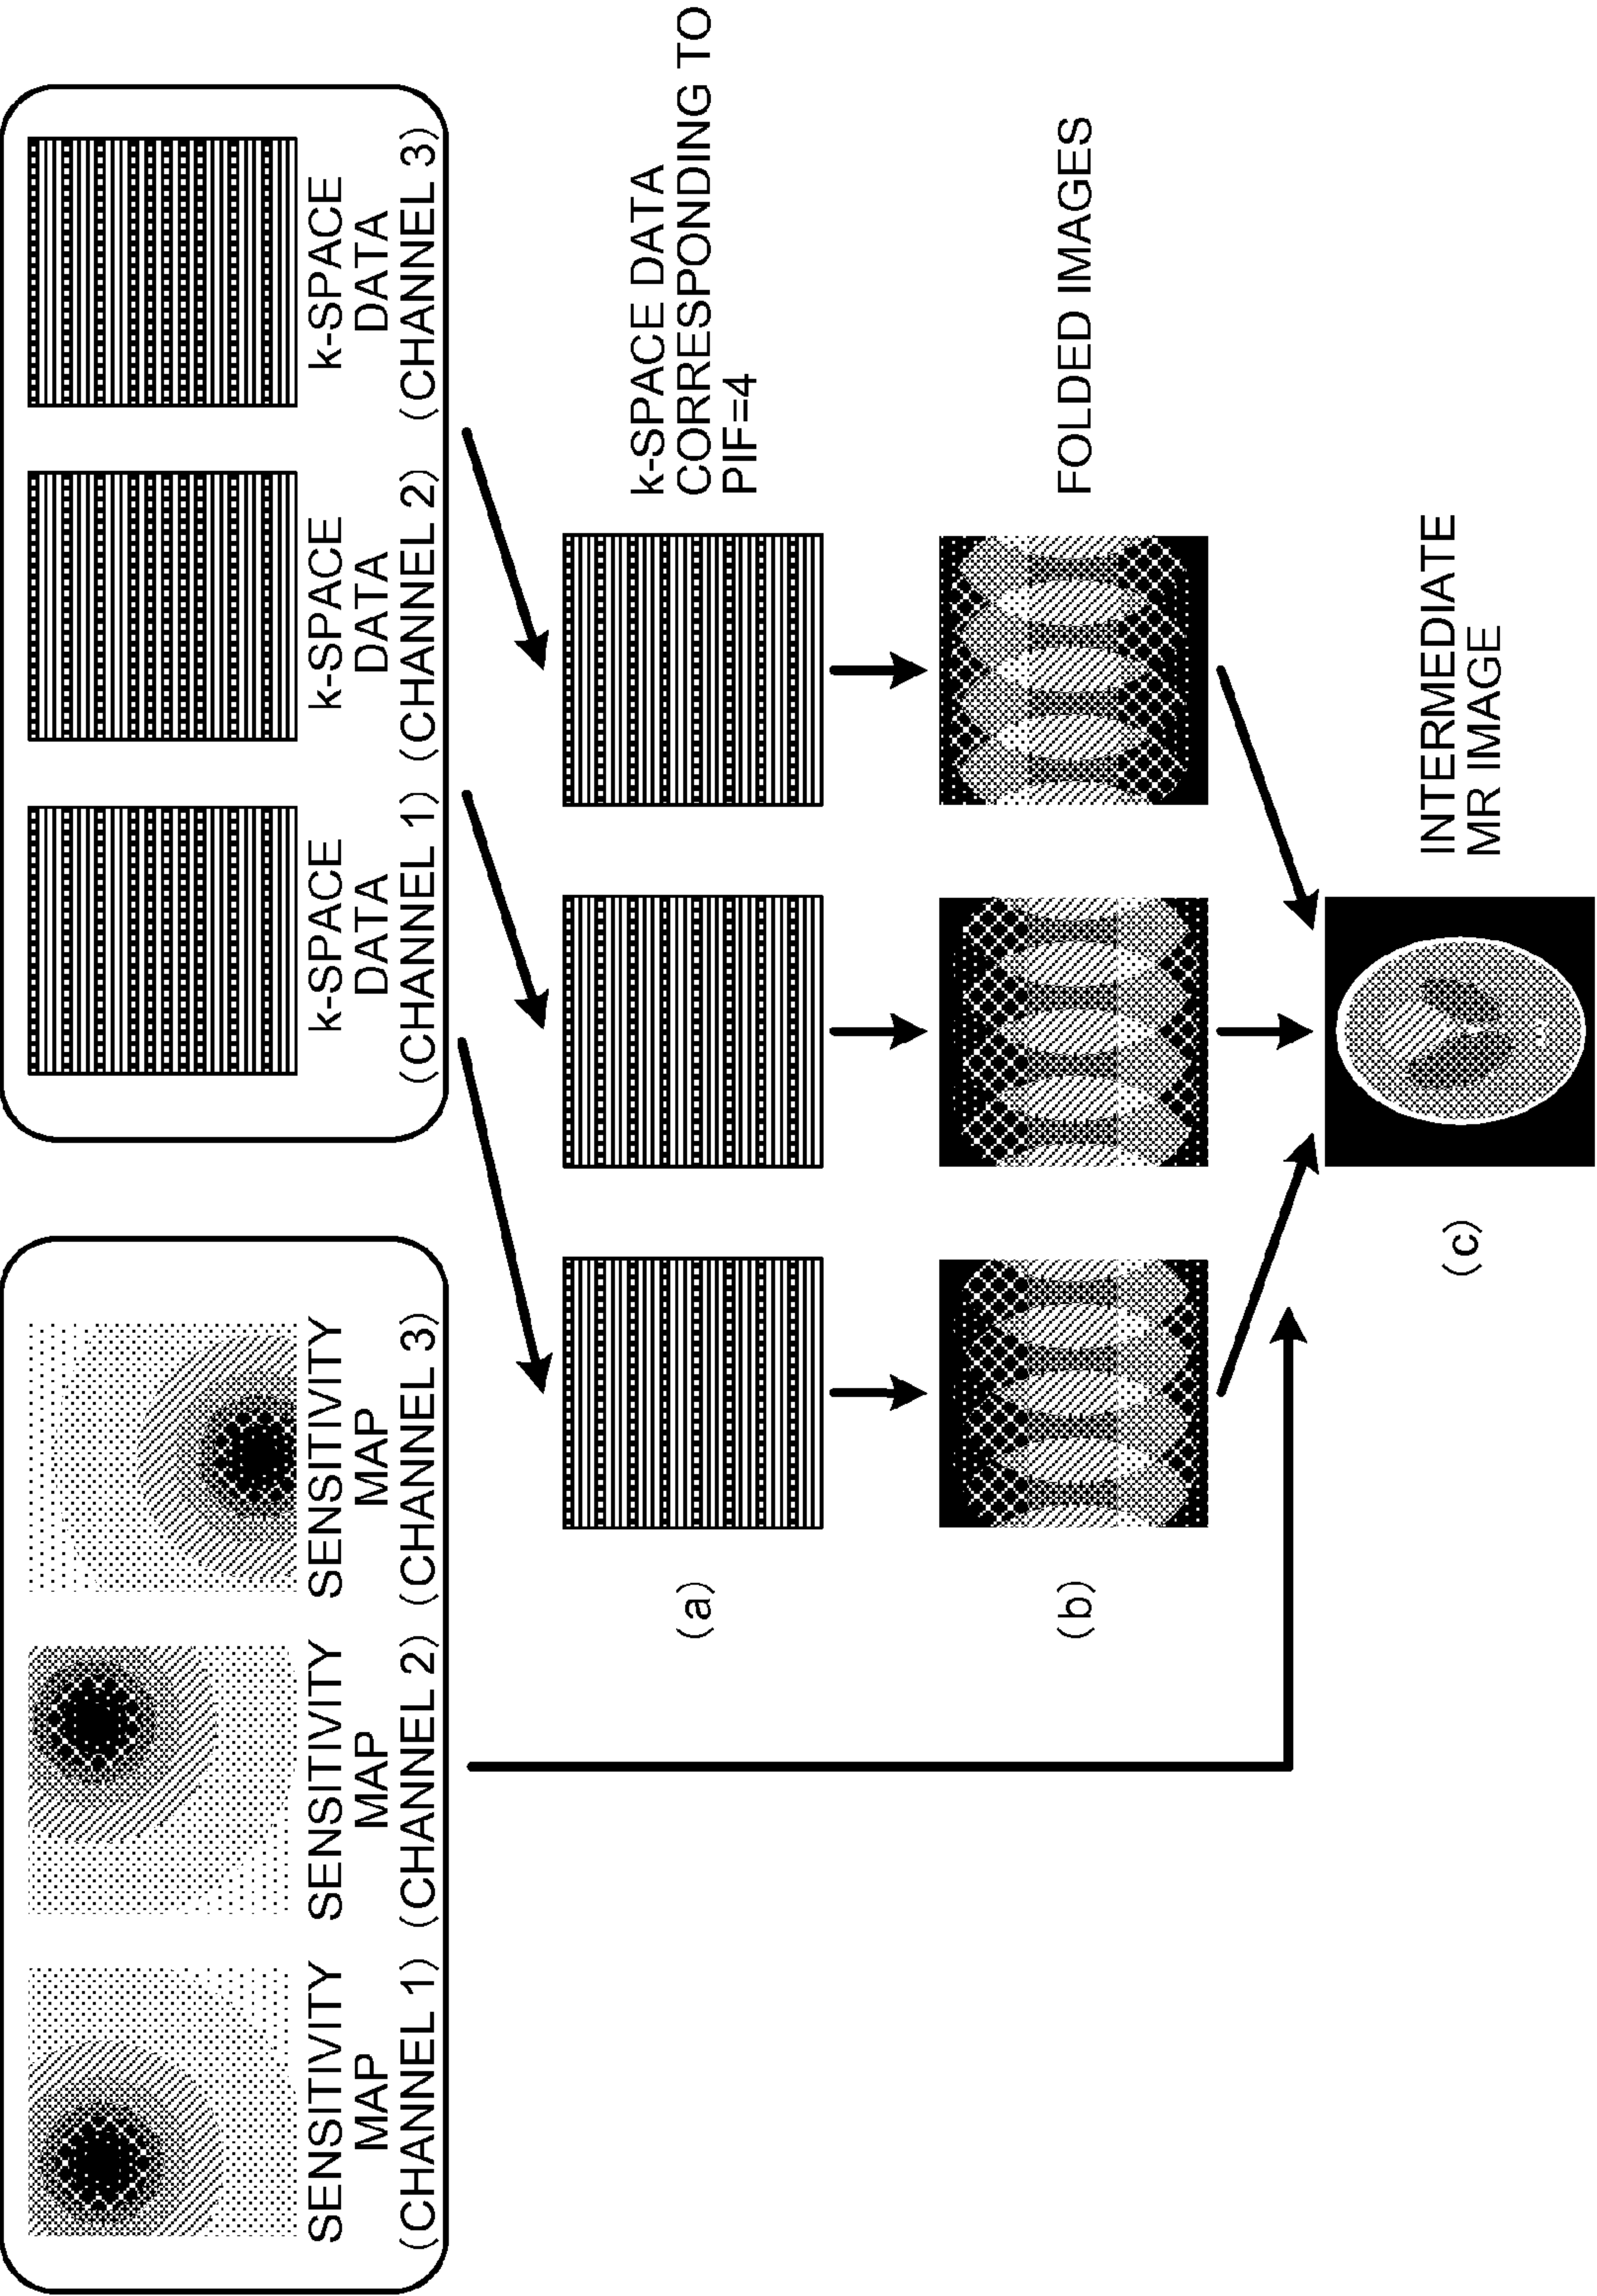 SENSITIVITY
MAP
(CHANNEL 1)
SENSITIVITY
MAP
(CHANNEL 2)
SENSITIVITY
MAP
(CHANNEL 3)
k-SPACE
DATA
(CHANNEL 1)
k-SPACE
DATA
(CHANNEL 2)
k-SPACE
DATA
(CHANNEL 3)
(a)
k-SPACE DATA
CORRESPONDING TO
PIF=4
(b)
FOLDED IMAGES
(c)
INTERMEDIATE
MR IMAGE